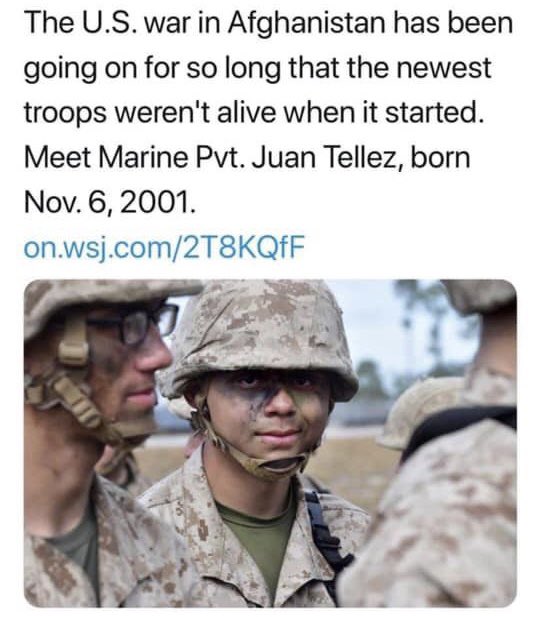 The U.S. war in Afghanistan has been
going on for so long that the newest
troops weren't alive when it started.
Meet Marine Pvt. Juan Tellez, born
Nov. 6, 2001.
on.wsj.com/2T8KQfF